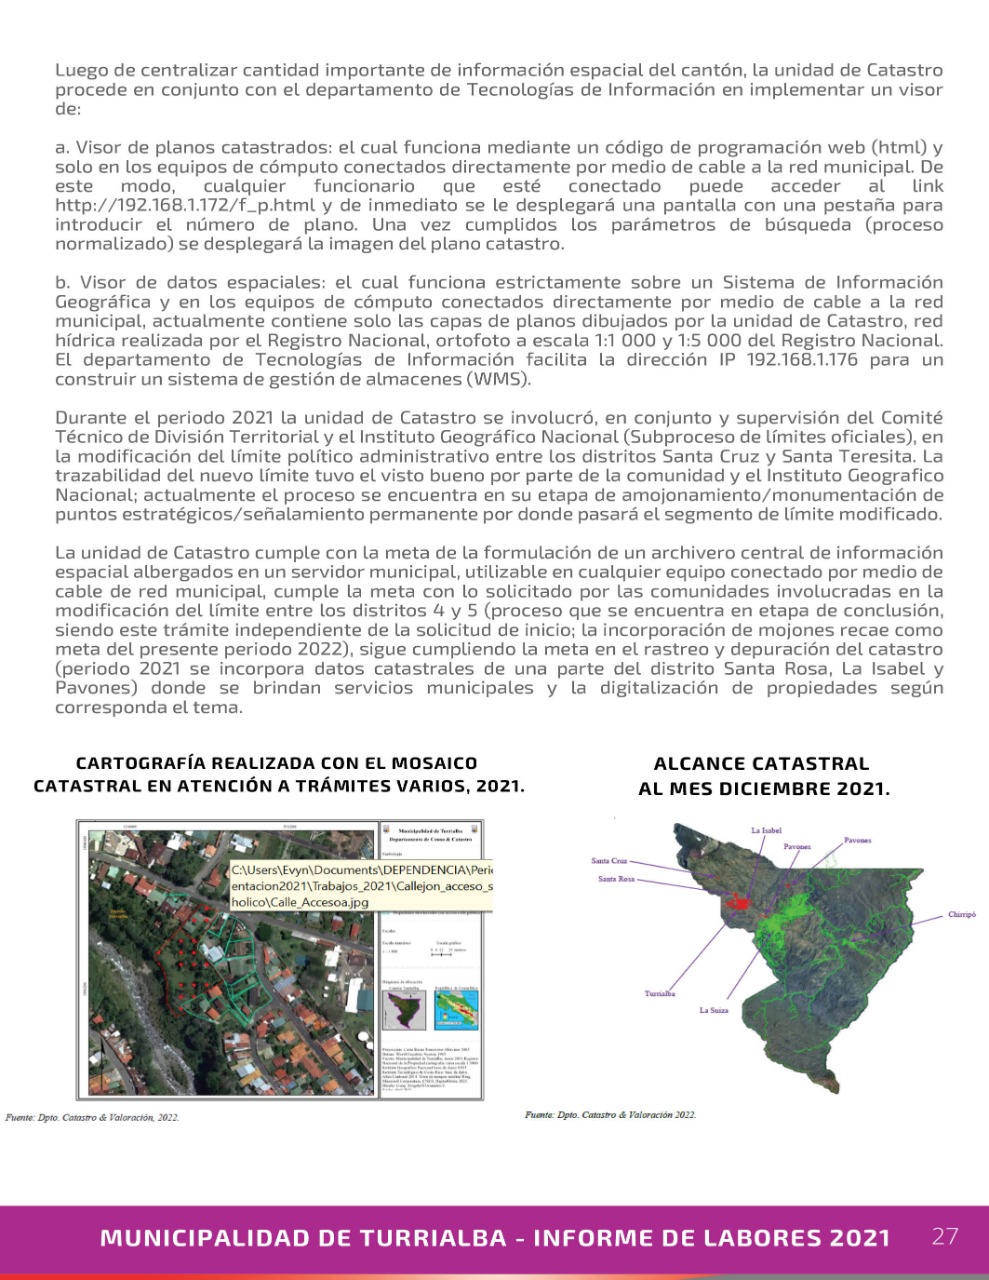 Luego de centralizar cantidad importante de información espacial del cantón, la unidad de Catastro
procede en conjunto con el departamento de Tecnologías de Información en implementar un visor
de:
a. Visor de planos catastrados: el cual funciona mediante un código de programación web (html) y
solo en los equipos de cómputo conectados directamente por medio de cable a la red municipal. De
este modo, cualquier funcionario que esté conectado puede acceder al link
http://192.168.1.172/f_p.html y de inmediato se le desplegará una pantalla con una pestaña para
introducir el número de plano. Una vez cumplidos los parámetros de búsqueda (proceso
normalizado) se desplegará la imagen del plano catastro.
b. Visor de datos espaciales: el cual funciona estrictamente sobre un Sistema de Información
Geográfica y en los equipos de cómputo conectados directamente por medio de cable a la red
municipal, actualmente contiene solo las capas de planos dibujados por la unidad de Catastro, red
hídrica realizada por el Registro Nacional, ortofoto a escala 1:1 000 y 1:5 000 del Registro Nacional.
El departamento de Tecnologías de Información facilita la dirección IP 192.168.1.176 para un
construir un sistema de gestión de almacenes (WMS).
Durante el periodo 2021 la unidad de Catastro se involucró, en conjunto y supervisión del Comité
Técnico de División Territorial y el Instituto Geográfico Nacional (Subproceso de límites oficiales), en
la modificación del límite político administrativo entre los distritos Santa Cruz y Santa Teresita. La
trazabilidad del nuevo límite tuvo el visto bueno por parte de la comunidad y el Instituto Geografico
Nacional; actualmente el proceso se encuentra en su etapa de amojonamiento/monumentación de
puntos estratégicos/señalamiento permanente por donde pasará el segmento de límite modificado.
La unidad de Catastro cumple con la meta de la formulación de un archivero central de información
espacial albergados en un servidor municipal, utilizable en cualquier equipo conectado por medio de
cable de red municipal, cumple la meta con lo solicitado por las comunidades involucradas en la
modificación del límite entre los distritos 4 y 5 (proceso que se encuentra en etapa de conclusión,
siendo este trámite independiente de la solicitud de inicio; la incorporación de mojones recae como
meta del presente periodo 2022), sigue cumpliendo la meta en el rastreo y depuración del catastro
(periodo 2021 se incorpora datos catastrales de una parte del distrito Santa Rosa, La Isabel y
Pavones) donde se brindan servicios municipales y la digitalización de propiedades según
corresponda el tema.
CARTOGRAFÍA REALIZADA CON EL MOSAICO
CATASTRAL EN ATENCIÓN A TRÁMITES VARIOS, 2021.
Municipalidad de Turrialba
Departamento de Censo & Catastro
C:\Users\Evyn\Documents\DEPENDENCIA\Peri
entacion2021\Trabajos_2021\Callejon_acceso_s
holico\Calle_Accesoa.jpg
Fuente: Dpto. Catastro & Valoración, 2022.
ALCANCE CATASTRAL
AL MES DICIEMBRE 2021.
La Isabel
Pavones
Pavones
Santa Cruz
Santa Rosa
Chirripó
Turrialba
La Suiza
Fuente: Dpto. Catastro & Valoración 2022.
MUNICIPALIDAD DE TURRIALBA - INFORME DE LABORES 2021
27